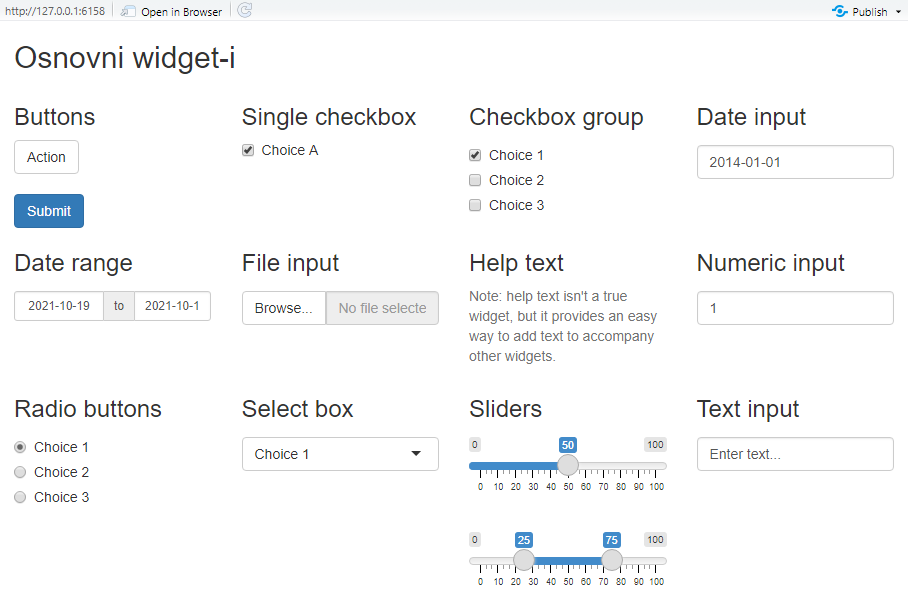 http://127.0.0.1:6158 Open in Browser Publish
Osnovni widget-i
Buttons
Action
Submit
Single checkbox
Choice A
Checkbox group
Choice 1
Choice 2
Choice 3
Date input
2014-01-01
Date range
2021-10-19 to 2021-10-1
File input
Browse... No file selecte
Help text
Note: help text isn't a true
widget, but it provides an easy
way to add text to accompany
other widgets.
Numeric input
1
Radio buttons
Choice 1
Choice 2
Choice 3
Select box
Choice 1
Sliders
0 50 100
0 10 20 30 40 50 60 70 80 90 100
0 25 75 100
0 10 20 30 40 50 60 70 80 90 100
Text input
Enter text...